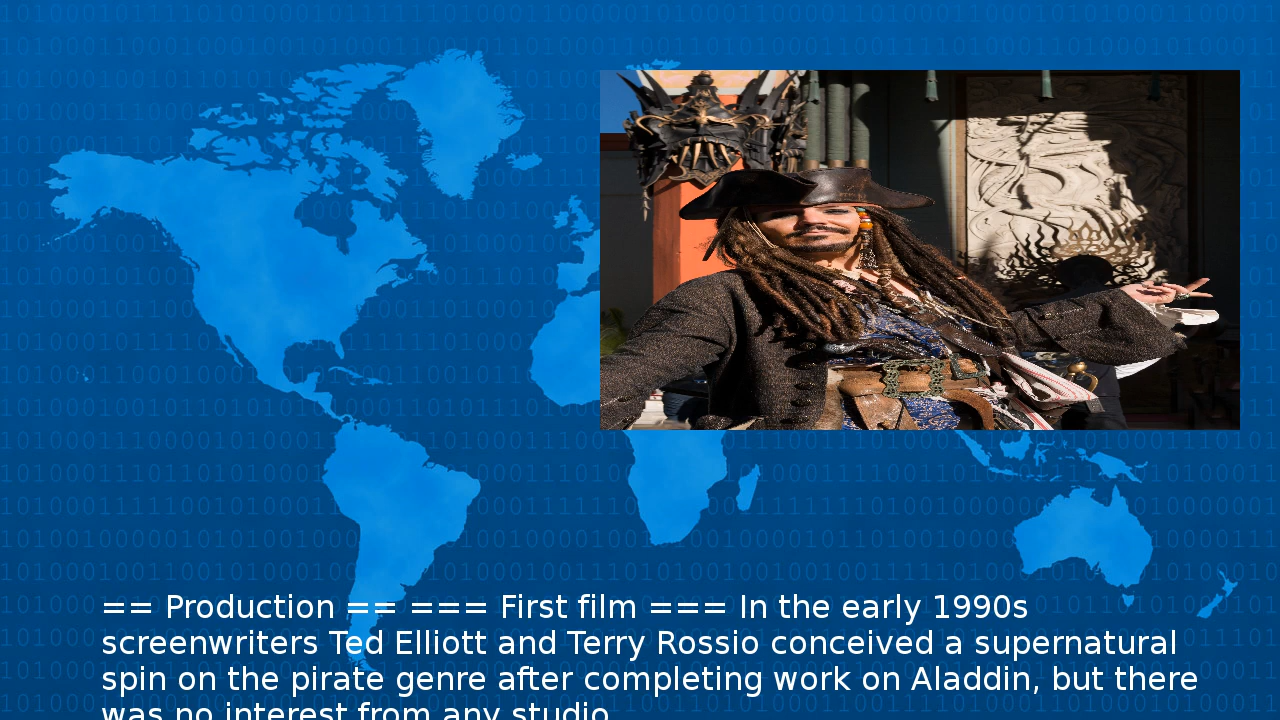 == Production == === First film === In the early 1990s
screenwriters Ted Elliott and Terry Rossio conceived a supernatural
spin on the pirate genre after completing work on Aladdin, but there
was no interest from any studio.